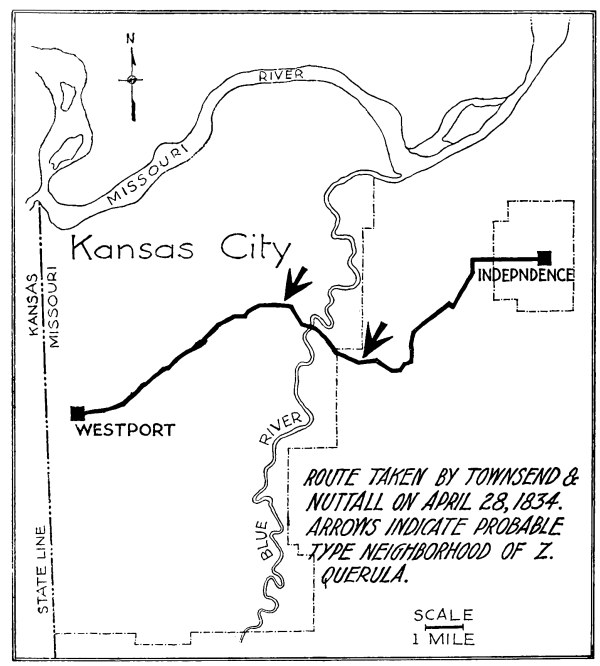 N
RIVER
MISSOURI
Kansas City
INDEPNDENCE
KANSAS
MISSOURI
WESTPORT
RIVER
BLUE
ROUTE TAKEN BY TOWNSEND &
NUTTALL ON APRIL 28, 1834.
ARROWS INDICATE PROBABLE
TYPE NEIGHBORHOOD OF Z.
QUERULA.
STATE LINE
SCALE
1 MILE